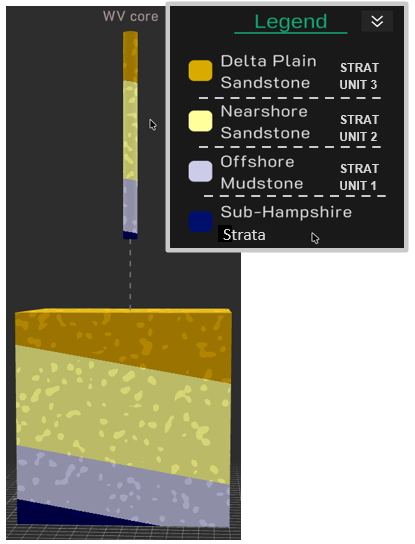 WV core
Legend
Delta Plain
Sandstone
STRAT
UNIT 3
Nearshore
Sandstone
STRAT
UNIT 2
Offshore
Mudstone
STRAT
UNIT 1
Sub-Hampshire
Strata